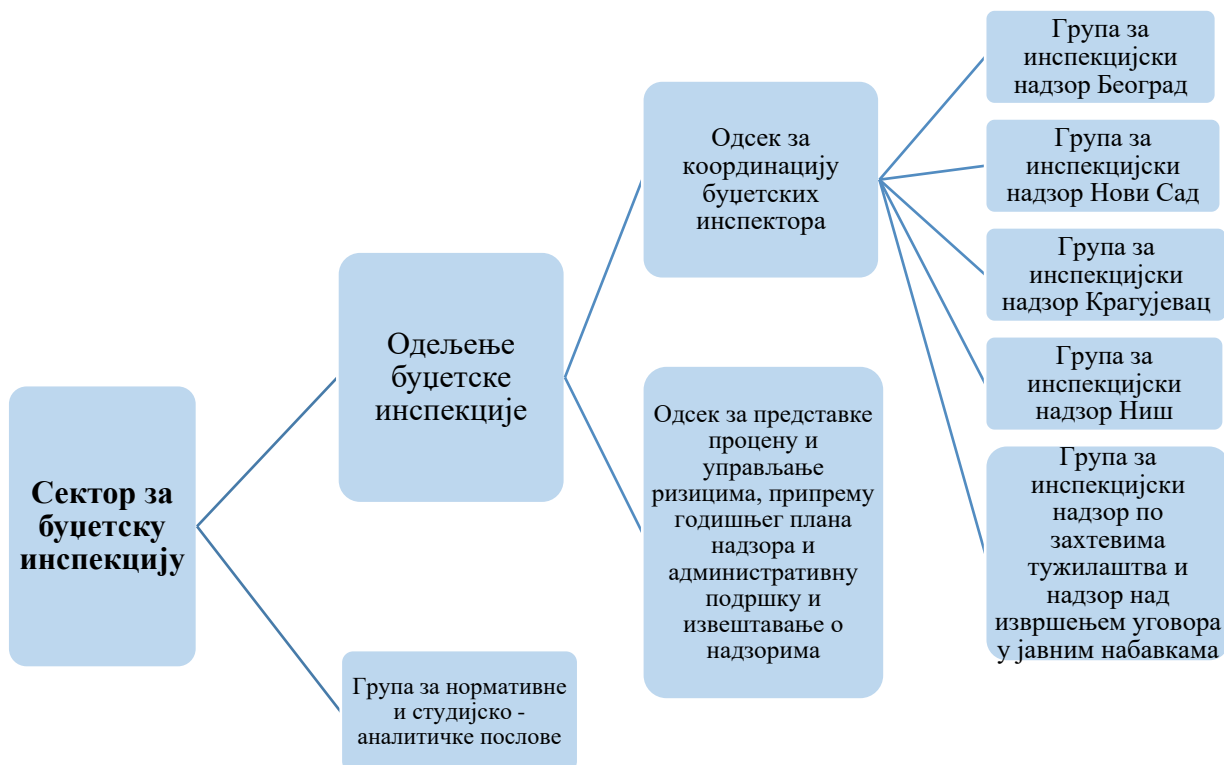 Сектор за
буџетску
инспекцију
Одељење
буџетске
инспекције
Група за нормативне
и студијско -
аналитичке послове
Одсек за
координацију
буџетских
инспектора
Одсек за представке
процену и
управљање
ризицима, припрему
годишњег плана
надзора и
административну
подршку и
извештавање о
надзорима
Група за
инспекцијски
надзор Београд
Група за
инспекцијски
надзор Нови Сад
Група за
инспекцијски
надзор Крагујевац
Група за
инспекцијски
надзор Ниш
Група за
инспекцијски
надзор по
захтевима
тужилаштва и
надзор над
извршењем уговора
у јавним набавкама